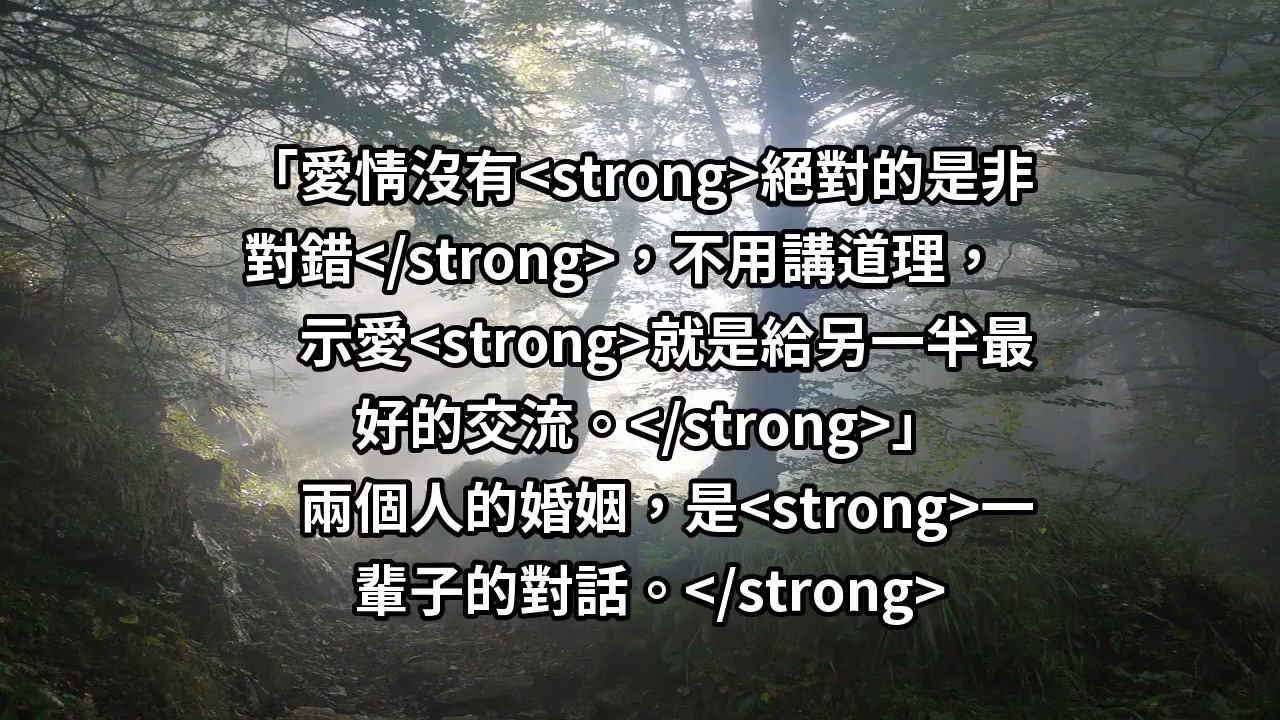 「愛情沒有<strong>絕對的是非
對錯</strong>，不用講道理，
示愛<strong>就是給另一半最
好的交流。</strong>」
兩個人的婚姻，是<strong>一
輩子的對話。</strong>